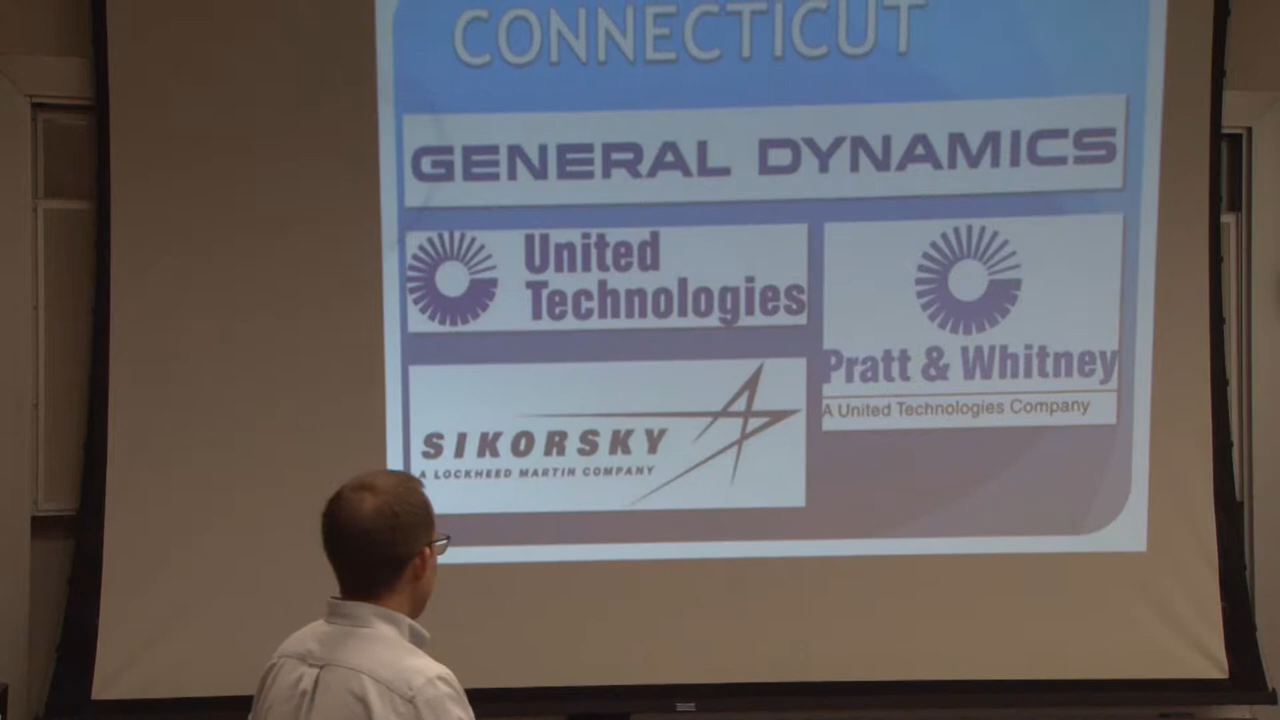 CONNECTICUT
GENERAL DYNAMICS
United
Technologies
Pratt & Whitney
A United Technologies Company
SIKORSKY
A LOCKHEED MARTIN COMPANY